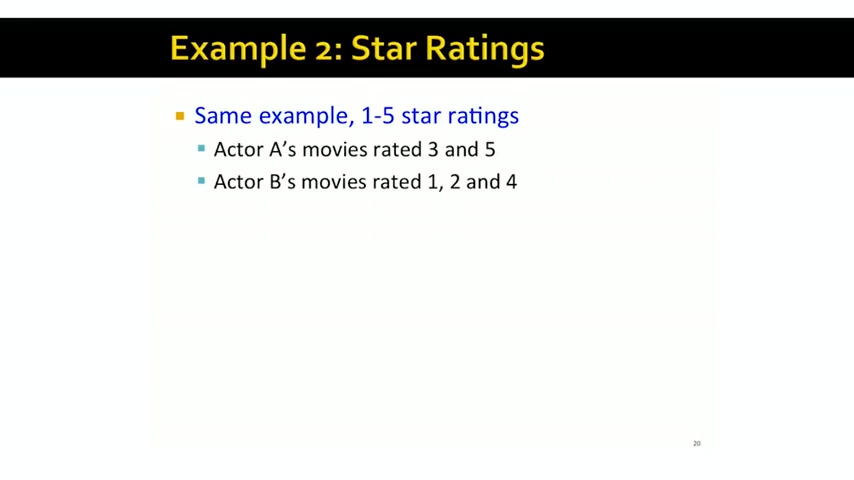 Example 2: Star Ratings
Same example, 1-5 star ratings
Actor A’s movies rated 3 and 5
Actor B’s movies rated 1, 2 and 4
20